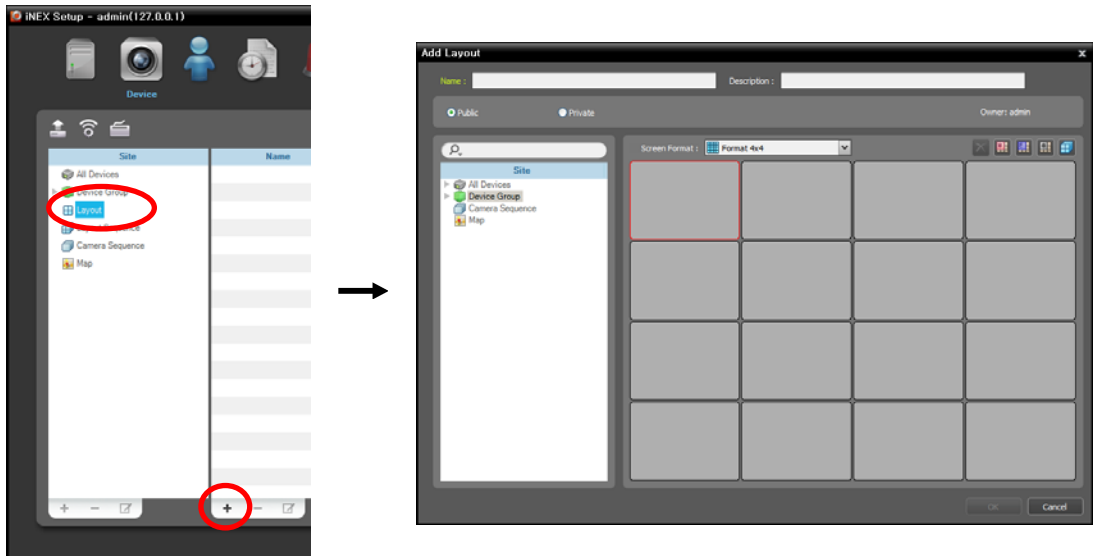 iNEX Setup - admin(127.0.0.1)
Device
Site
Name
All Devices
Device Group
Layout
Layout Sequence
Camera Sequence
Map
Add Layout
x
Name :
Description :
Public
Private
Owner: admin
Screen Format :
Format 4x4
Site
All Devices
Device Group
Camera Sequence
Map
OK
Cancel